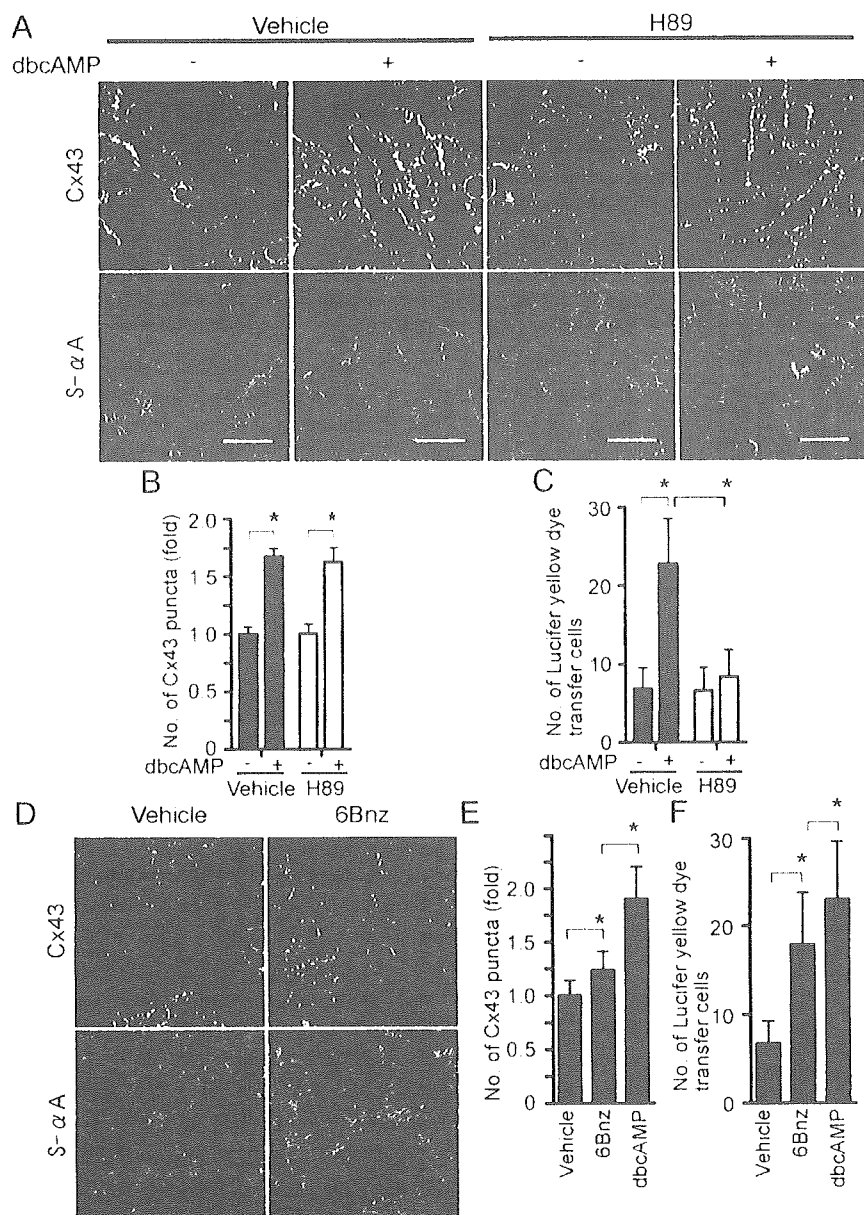 A
Vehicle
H89
dbcAMP - + - +
Cx43
S-αA
B
No. of Cx43 puncta (fold)
2.0
1.5
1.0
0.5
0
dbcAMP - + - +
Vehicle H89
* *
C
No. of Lucifer yellow dye
transfer cells
30
20
10
0
dbcAMP - + - +
Vehicle H89
* *
D
Vehicle 6Bnz
Cx43
S-αA
E
No. of Cx43 puncta (fold)
2.0
1.5
1.0
0.5
0
Vehicle
6Bnz
dbcAMP
* *
F
No. of Lucifer yellow dye
transfer cells
30
20
10
0
Vehicle
6Bnz
dbcAMP
* *